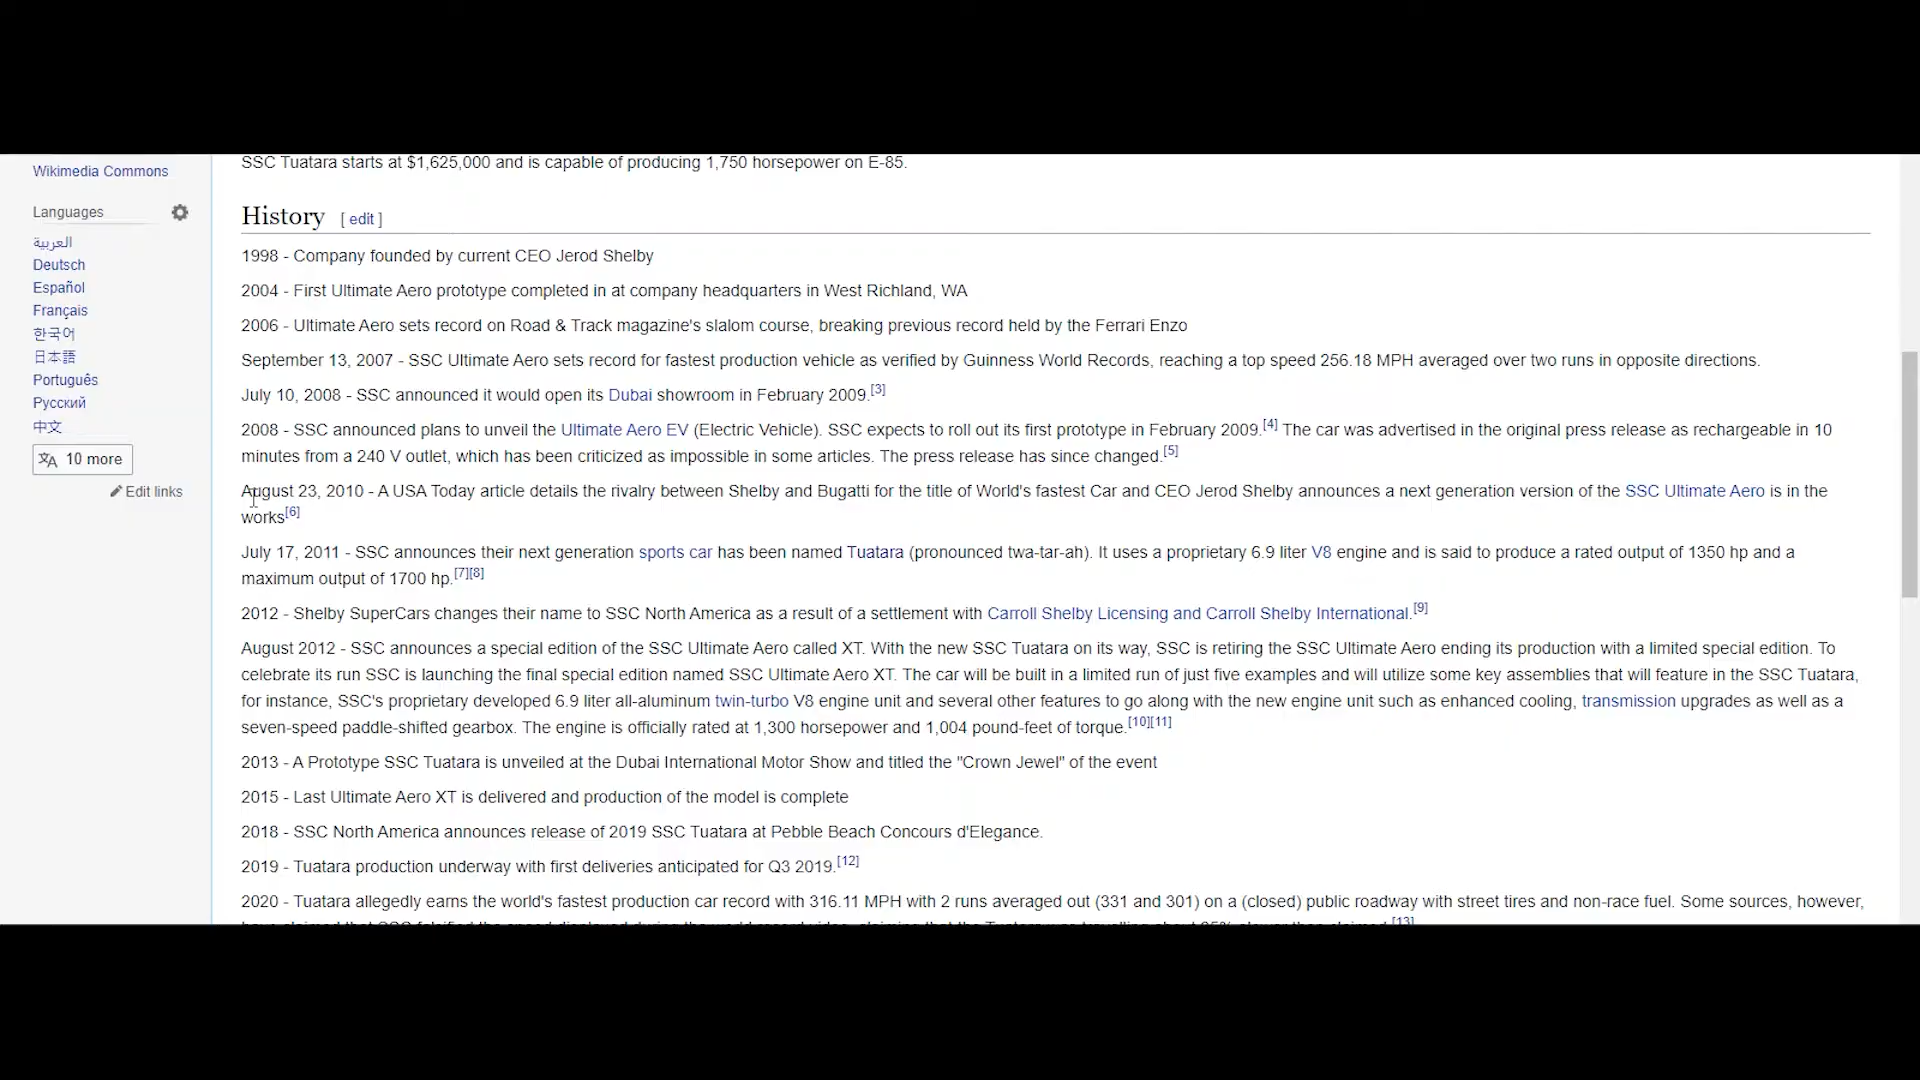 Wikimedia Commons
Languages
العربية
Deutsch
Español
Français
한국어
日本語
Português
Русский
中文
10 more
Edit links
SSC Tuatara starts at $1,625,000 and is capable of producing 1,750 horsepower on E-85.
History [ edit ]
1998 - Company founded by current CEO Jerod Shelby
2004 - First Ultimate Aero prototype completed in at company headquarters in West Richland, WA
2006 - Ultimate Aero sets record on Road & Track magazine's slalom course, breaking previous record held by the Ferrari Enzo
September 13, 2007 - SSC Ultimate Aero sets record for fastest production vehicle as verified by Guinness World Records, reaching a top speed 256.18 MPH averaged over two runs in opposite directions.
July 10, 2008 - SSC announced it would open its Dubai showroom in February 2009.[3]
2008 - SSC announced plans to unveil the Ultimate Aero EV (Electric Vehicle). SSC expects to roll out its first prototype in February 2009.[4] The car was advertised in the original press release as rechargeable in 10
minutes from a 240 V outlet, which has been criticized as impossible in some articles. The press release has since changed.[5]
August 23, 2010 - A USA Today article details the rivalry between Shelby and Bugatti for the title of World's fastest Car and CEO Jerod Shelby announces a next generation version of the SSC Ultimate Aero is in the
works[6]
July 17, 2011 - SSC announces their next generation sports car has been named Tuatara (pronounced twa-tar-ah). It uses a proprietary 6.9 liter V8 engine and is said to produce a rated output of 1350 hp and a
maximum output of 1700 hp.[7][8]
2012 - Shelby SuperCars changes their name to SSC North America as a result of a settlement with Carroll Shelby Licensing and Carroll Shelby International.[9]
August 2012 - SSC announces a special edition of the SSC Ultimate Aero called XT. With the new SSC Tuatara on its way, SSC is retiring the SSC Ultimate Aero ending its production with a limited special edition. To
celebrate its run SSC is launching the final special edition named SSC Ultimate Aero XT. The car will be built in a limited run of just five examples and will utilize some key assemblies that will feature in the SSC Tuatara,
for instance, SSC's proprietary developed 6.9 liter all-aluminum twin-turbo V8 engine unit and several other features to go along with the new engine unit such as enhanced cooling, transmission upgrades as well as a
seven-speed paddle-shifted gearbox. The engine is officially rated at 1,300 horsepower and 1,004 pound-feet of torque.[10][11]
2013 - A Prototype SSC Tuatara is unveiled at the Dubai International Motor Show and titled the "Crown Jewel" of the event
2015 - Last Ultimate Aero XT is delivered and production of the model is complete
2018 - SSC North America announces release of 2019 SSC Tuatara at Pebble Beach Concours d'Elegance.
2019 - Tuatara production underway with first deliveries anticipated for Q3 2019.[12]
2020 - Tuatara allegedly earns the world's fastest production car record with 316.11 MPH with 2 runs averaged out (331 and 301) on a (closed) public roadway with street tires and non-race fuel. Some sources, however,
[13]